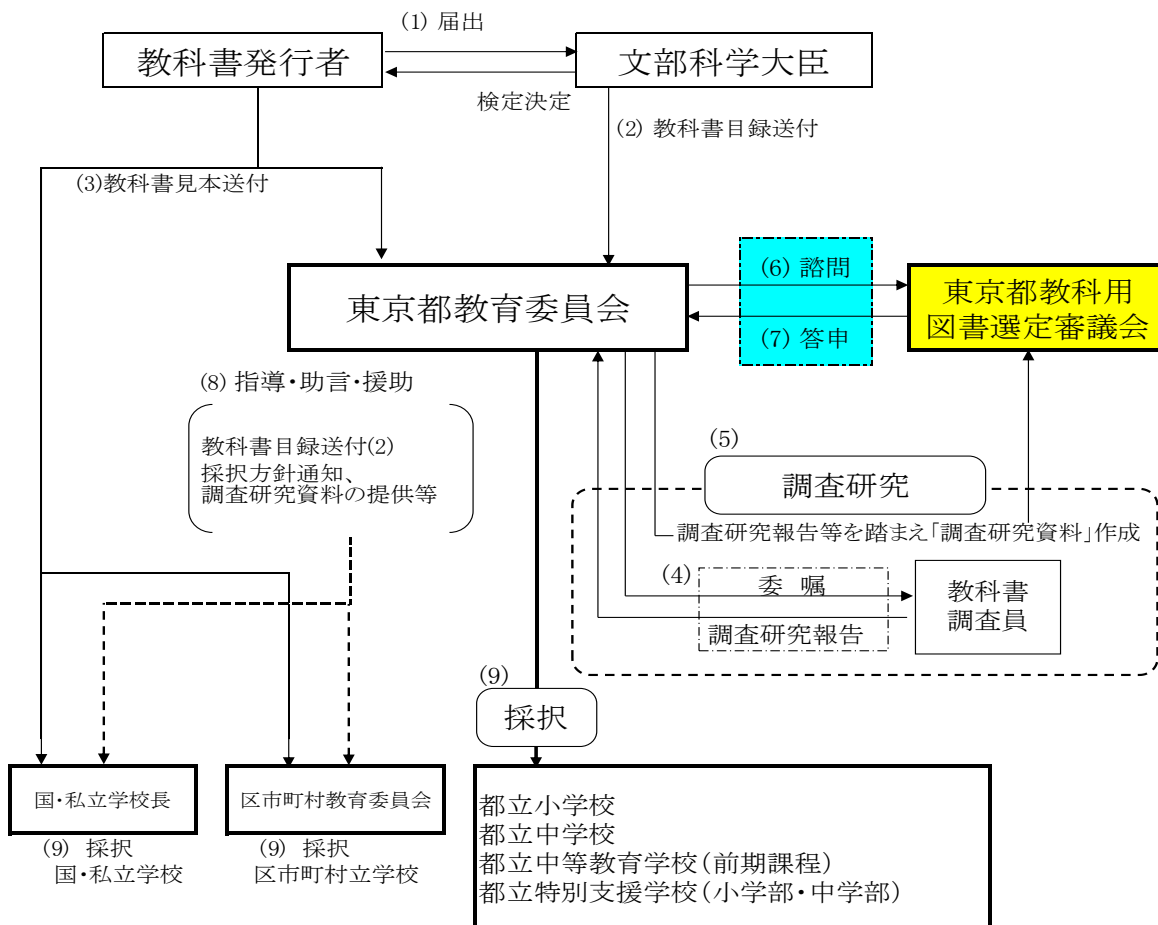 (1) 届出
教科書発行者
文部科学大臣
検定決定
(2) 教科書目録送付
(3)教科書見本送付
東京都教育委員会
(6) 諮問
(7) 答申
東京都教科用
図書選定審議会
(8) 指導・助言・援助
教科書目録送付(2)
採択方針通知、
調査研究資料の提供等
(5)
調査研究
調査研究報告等を踏まえ「調査研究資料」作成
(4)
委 嘱
調査研究報告
教科書
調査員
(9)
採択
国・私立学校長
(9) 採択
国・私立学校
区市町村教育委員会
(9) 採択
区市町村立学校
都立小学校
都立中学校
都立中等教育学校(前期課程)
都立特別支援学校(小学部・中学部)